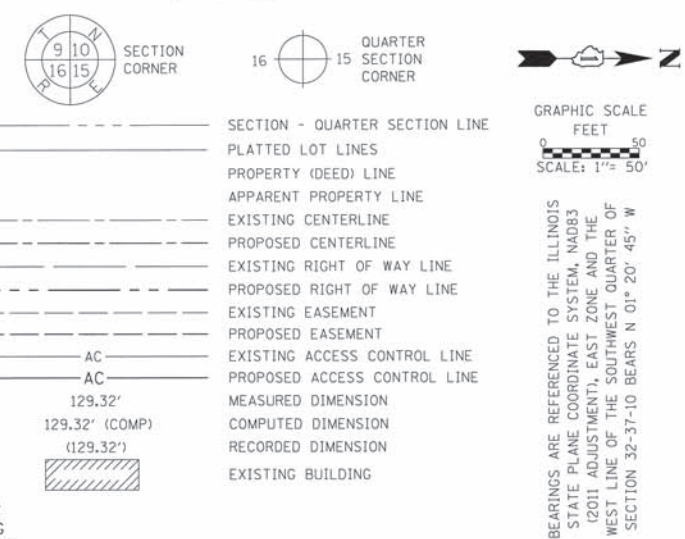 T N
9 10
16 15
R E
SECTION
CORNER
16 15
QUARTER
SECTION
CORNER
N
GRAPHIC SCALE
FEET
0 50
SCALE: 1"= 50'
SECTION - QUARTER SECTION LINE
PLATTED LOT LINES
PROPERTY (DEED) LINE
APPARENT PROPERTY LINE
EXISTING CENTERLINE
PROPOSED CENTERLINE
EXISTING RIGHT OF WAY LINE
PROPOSED RIGHT OF WAY LINE
EXISTING EASEMENT
PROPOSED EASEMENT
AC EXISTING ACCESS CONTROL LINE
AC PROPOSED ACCESS CONTROL LINE
129.32' MEASURED DIMENSION
129.32' (COMP) COMPUTED DIMENSION
(129.32') RECORDED DIMENSION
EXISTING BUILDING
BEARINGS ARE REFERENCED TO THE ILLINOIS
STATE PLANE COORDINATE SYSTEM, NAD83
(2011 ADJUSTMENT), EAST ZONE AND THE
WEST LINE OF THE SOUTHWEST QUARTER OF
SECTION 32-37-10 BEARS N 01° 20' 45" W
G